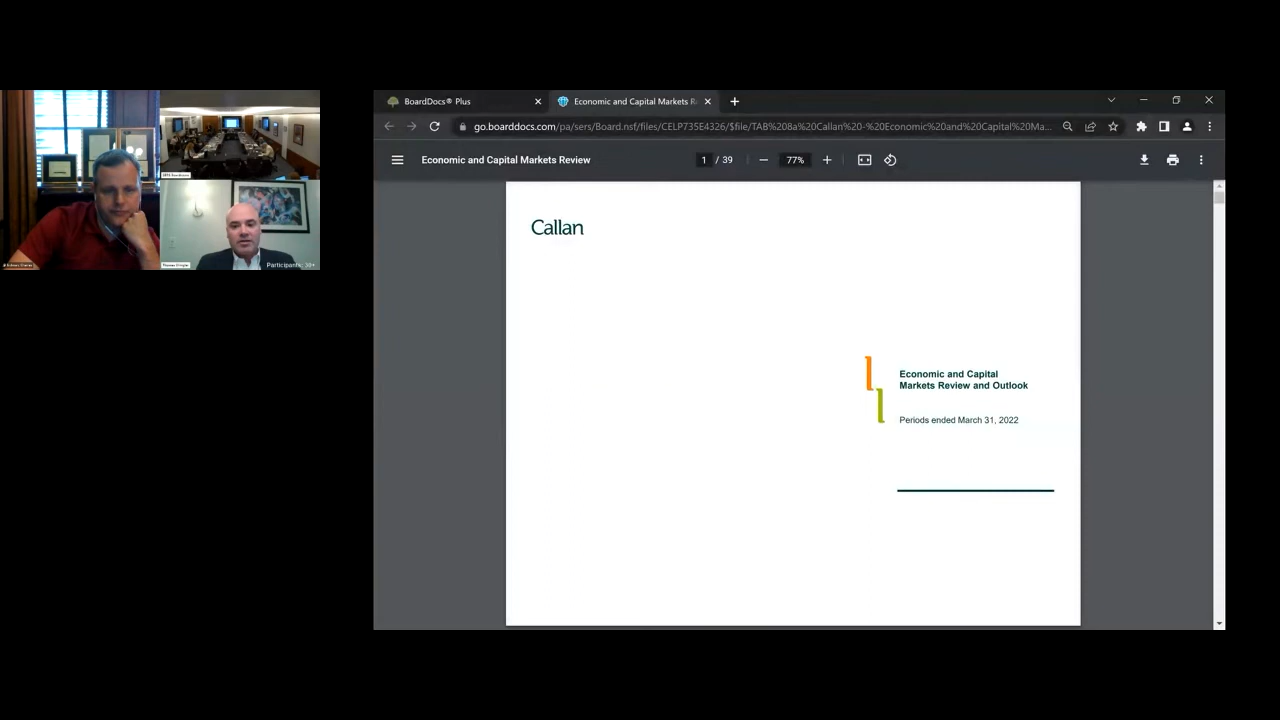 BoardDocs® Plus
Economic and Capital Markets R
go.boarddocs.com/pa/sers/Board.nsf/files/CELP735E4326/$file/TAB%208a%20Callan%20-%20Economic%20and%20Capital%20Ma...
Economic and Capital Markets Review
1 / 39
77%
Callan
Economic and Capital
Markets Review and Outlook
Periods ended March 31, 2022
Participants: 30+